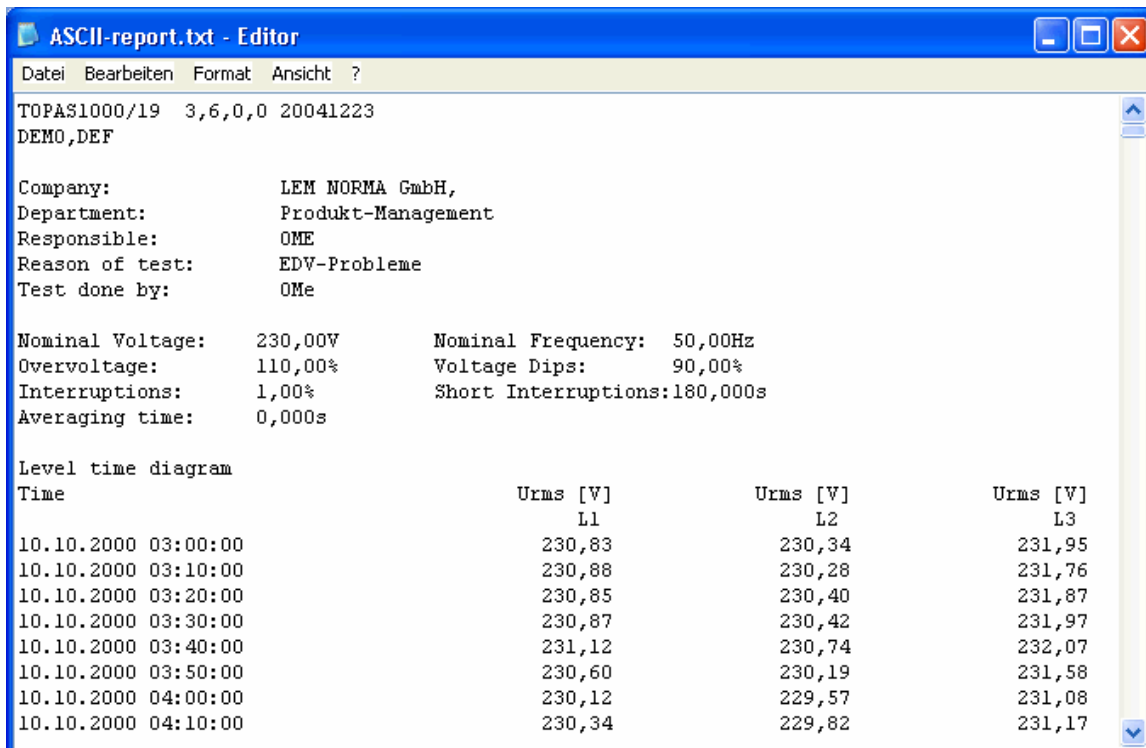 ASCII-report.txt - Editor
Datei Bearbeiten Format Ansicht ?
TOPAS1000/19 3,6,0,0 20041223
DEMO,DEF
Company: LEM NORMA GmbH,
Department: Produkt-Management
Responsible: OME
Reason of test: EDV-Probleme
Test done by: OMe
Nominal Voltage: 230,00V Nominal Frequency: 50,00Hz
Overvoltage: 110,00% Voltage Dips: 90,00%
Interruptions: 1,00% Short Interruptions:180,000s
Averaging time: 0,000s
Level time diagram
Time Urms [V] Urms [V] Urms [V]
L1 L2 L3
10.10.2000 03:00:00 230,83 230,34 231,95
10.10.2000 03:10:00 230,88 230,28 231,76
10.10.2000 03:20:00 230,85 230,40 231,87
10.10.2000 03:30:00 230,87 230,42 231,97
10.10.2000 03:40:00 231,12 230,74 232,07
10.10.2000 03:50:00 230,60 230,19 231,58
10.10.2000 04:00:00 230,12 229,57 231,08
10.10.2000 04:10:00 230,34 229,82 231,17